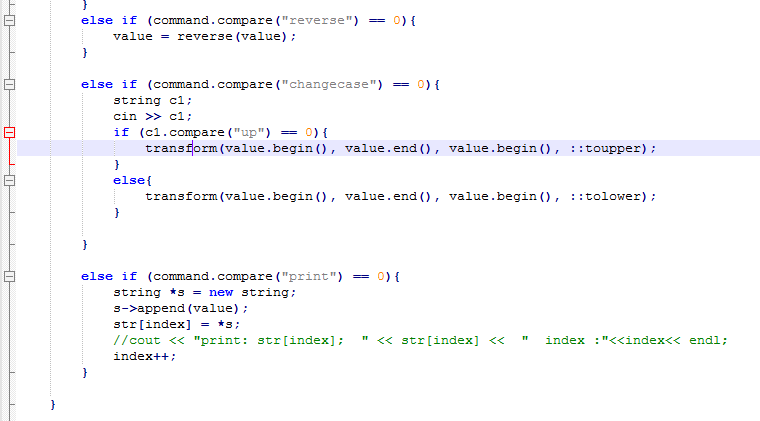 }
else if (command.compare("reverse") == 0){
value = reverse(value);
}
else if (command.compare("changecase") == 0){
string c1;
cin >> c1;
if (c1.compare("up") == 0){
transform(value.begin(), value.end(), value.begin(), ::toupper);
}
else{
transform(value.begin(), value.end(), value.begin(), ::tolower);
}
}
else if (command.compare("print") == 0){
string *s = new string;
s->append(value);
str[index] = *s;
//cout << "print: str[index];  " << str[index] <<  "  index :"<<index<< endl;
index++;
}
}